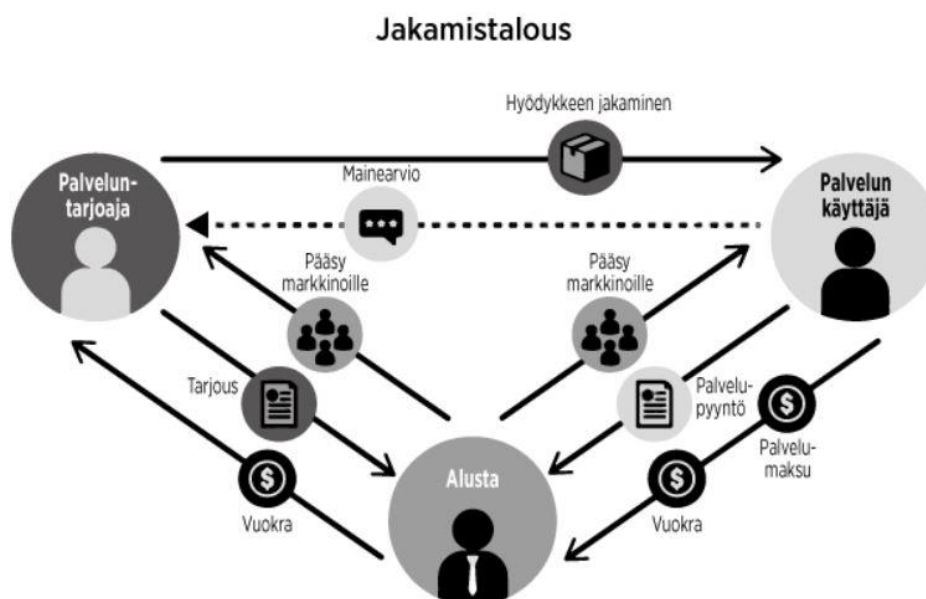 Jakamistalous
Hyödykkeen jakaminen
Mainearvio
Palvelun-
tarjoaja
Palvelun
käyttäjä
Pääsy
markkinoille
Pääsy
markkinoille
Tarjous
Palvelu-
pyyntö
Palvelu-
maksu
Alusta
Vuokra
Vuokra